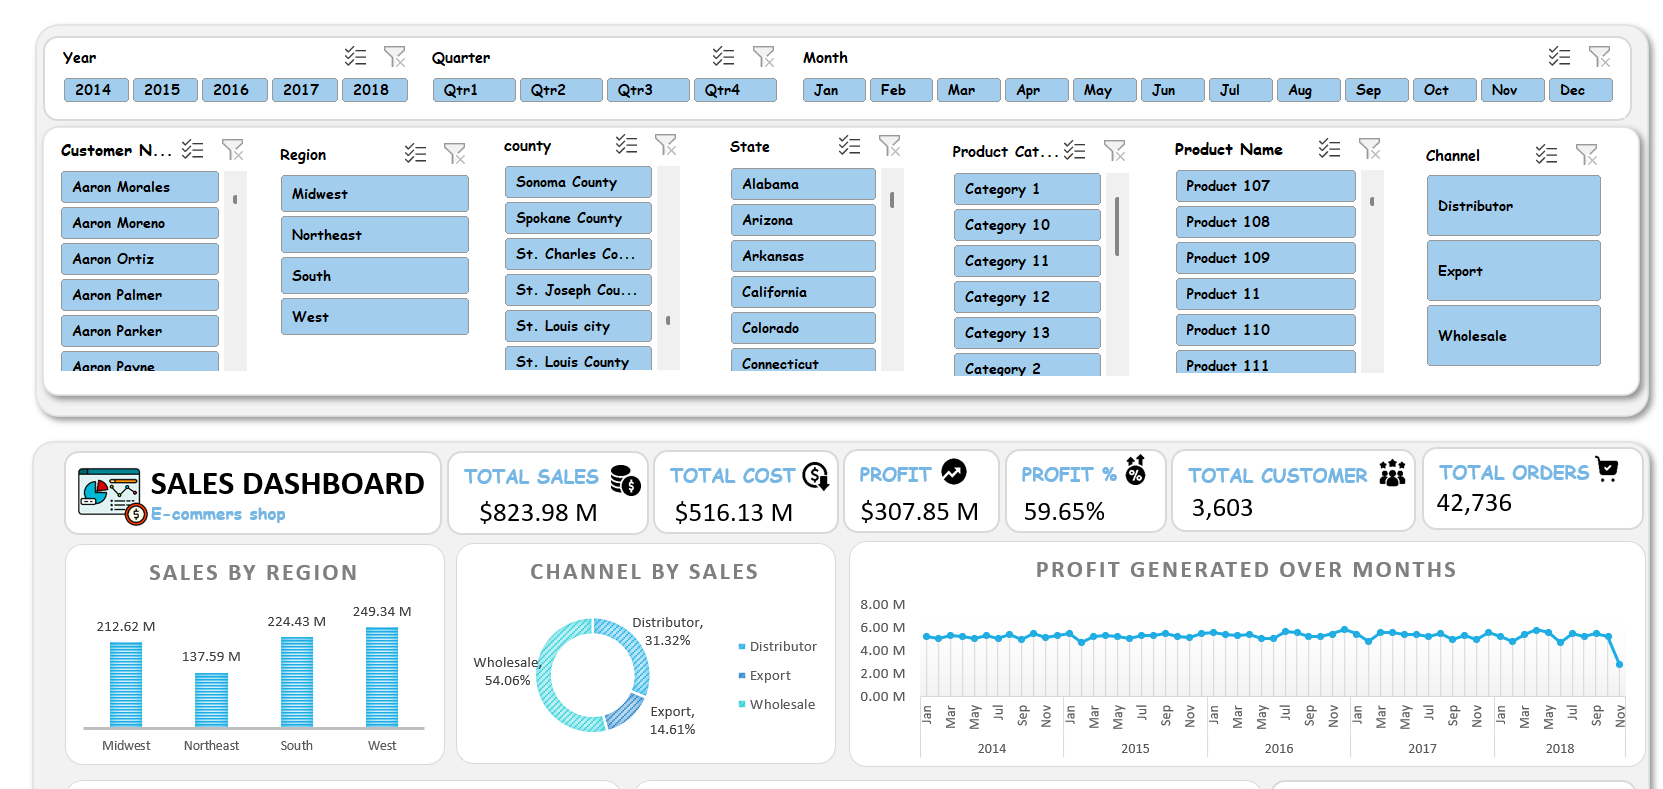 Year
2014 2015 2016 2017 2018
Quarter
Qtr1 Qtr2 Qtr3 Qtr4
Month
Jan Feb Mar Apr May Jun Jul Aug Sep Oct Nov Dec
Customer N...
Aaron Morales
Aaron Moreno
Aaron Ortiz
Aaron Palmer
Aaron Parker
Aaron Payne
Region
Midwest
Northeast
South
West
county
Sonoma County
Spokane County
St. Charles Co...
St. Joseph Cou...
St. Louis city
St. Louis County
State
Alabama
Arizona
Arkansas
California
Colorado
Connecticut
Product Cat...
Category 1
Category 10
Category 11
Category 12
Category 13
Category 2
Product Name
Product 107
Product 108
Product 109
Product 11
Product 110
Product 111
Channel
Distributor
Export
Wholesale
SALES DASHBOARD
E-commers shop
TOTAL SALES
$823.98 M
TOTAL COST
$516.13 M
PROFIT
$307.85 M
PROFIT %
59.65%
TOTAL CUSTOMER
3,603
TOTAL ORDERS
42,736
SALES BY REGION
212.62 M
137.59 M
224.43 M
249.34 M
Midwest Northeast South West
CHANNEL BY SALES
Distributor,
31.32%
Wholesale,
54.06%
Export,
14.61%
Distributor
Export
Wholesale
PROFIT GENERATED OVER MONTHS
8.00 M
6.00 M
4.00 M
2.00 M
0.00 M
Jan Mar May Jul Sep Nov Jan Mar May Jul Sep Nov Jan Mar May Jul Sep Nov Jan Mar May Jul Sep Nov Jan Mar May Jul Sep Nov
2014 2015 2016 2017 2018